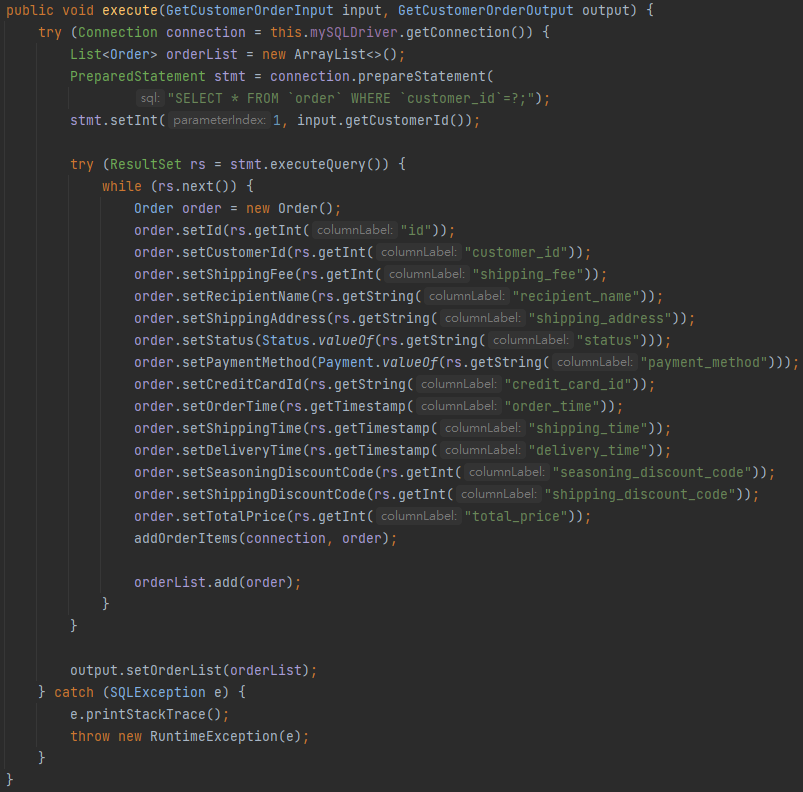 public void execute(GetCustomerOrderInput input, GetCustomerOrderOutput output) {
try (Connection connection = this.mySQLDriver.getConnection()) {
List<Order> orderList = new ArrayList<>();
PreparedStatement stmt = connection.prepareStatement(
sql: "SELECT * FROM `order` WHERE `customer_id`=?;");
stmt.setInt( parameterIndex: 1, input.getCustomerId());
try (ResultSet rs = stmt.executeQuery()) {
while (rs.next()) {
Order order = new Order();
order.setId(rs.getInt( columnLabel: "id"));
order.setCustomerId(rs.getInt( columnLabel: "customer_id"));
order.setShippingFee(rs.getInt( columnLabel: "shipping_fee"));
order.setRecipientName(rs.getString( columnLabel: "recipient_name"));
order.setShippingAddress(rs.getString( columnLabel: "shipping_address"));
order.setStatus(Status.valueOf(rs.getString( columnLabel: "status")));
order.setPaymentMethod(Payment.valueOf(rs.getString( columnLabel: "payment_method")));
order.setCreditCardId(rs.getString( columnLabel: "credit_card_id"));
order.setOrderTime(rs.getTimestamp( columnLabel: "order_time"));
order.setShippingTime(rs.getTimestamp( columnLabel: "shipping_time"));
order.setDeliveryTime(rs.getTimestamp( columnLabel: "delivery_time"));
order.setSeasoningDiscountCode(rs.getInt( columnLabel: "seasoning_discount_code"));
order.setShippingDiscountCode(rs.getInt( columnLabel: "shipping_discount_code"));
order.setTotalPrice(rs.getInt( columnLabel: "total_price"));
addOrderItems(connection, order);
orderList.add(order);
}
}
output.setOrderList(orderList);
} catch (SQLException e) {
e.printStackTrace();
throw new RuntimeException(e);
}
}